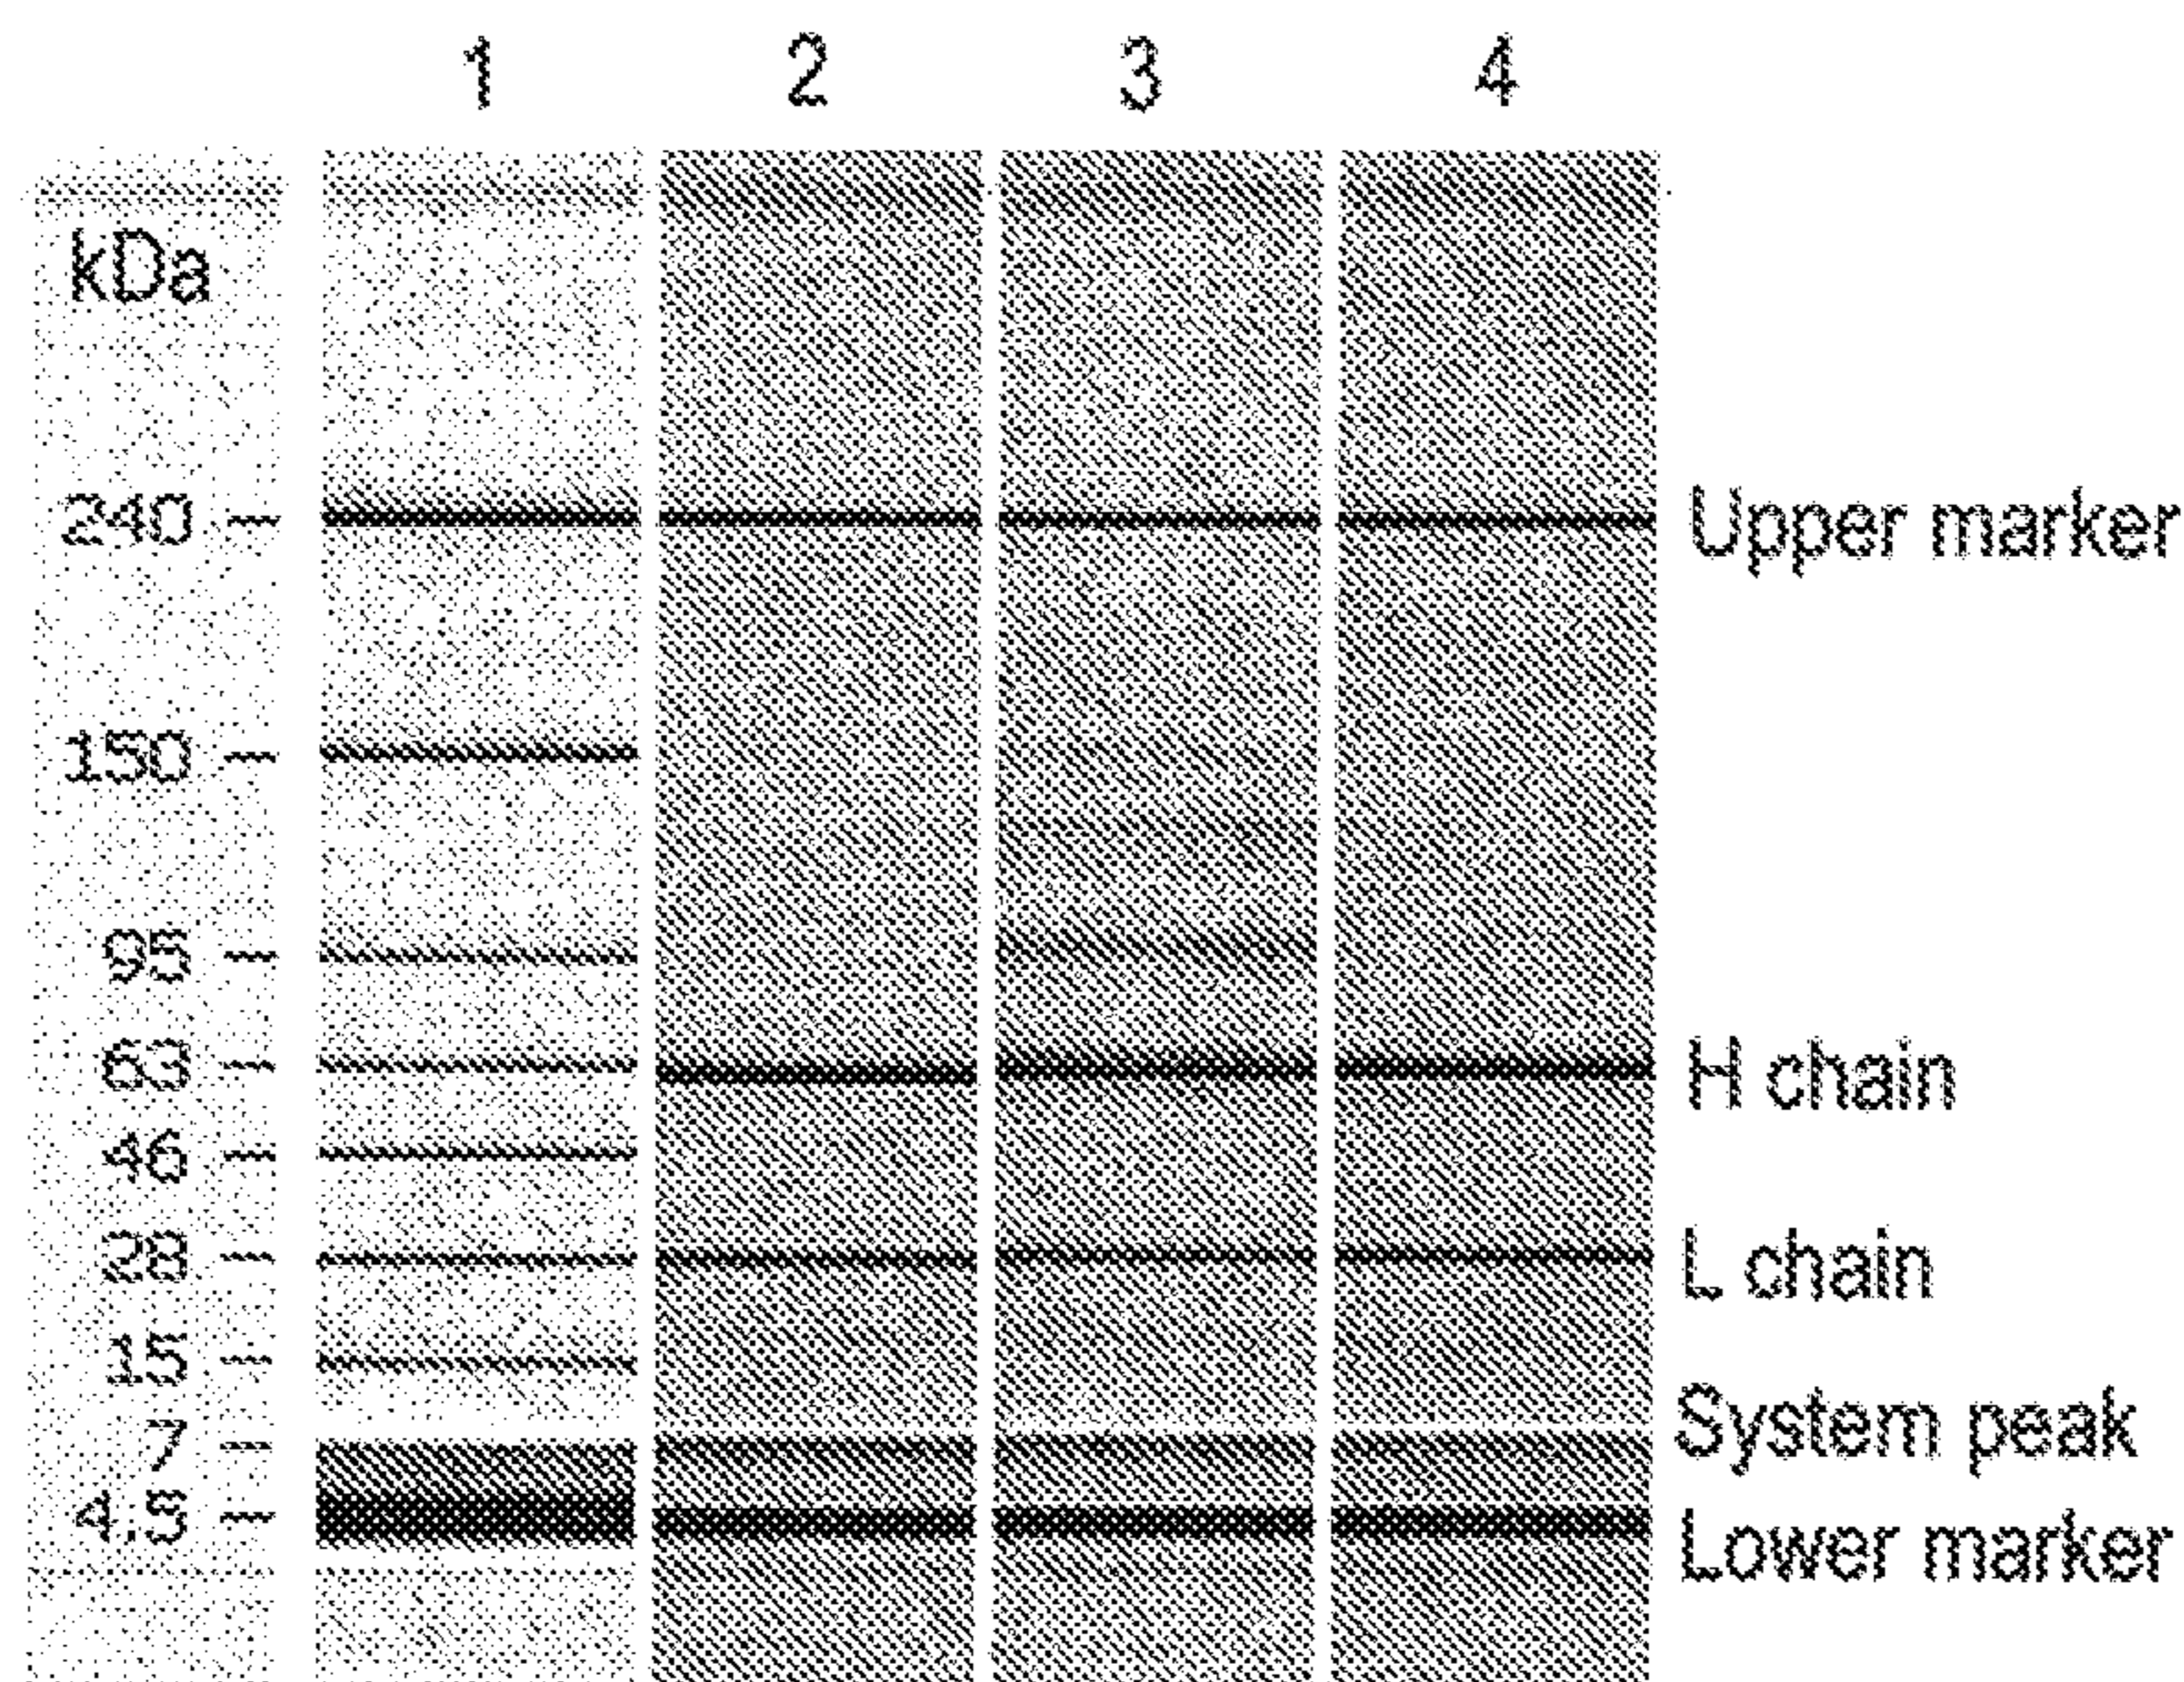 1 2 3 4
kDa
240 Upper marker
150
95
63 H chain
46
28 L chain
15
7 System peak
4.5 Lower marker